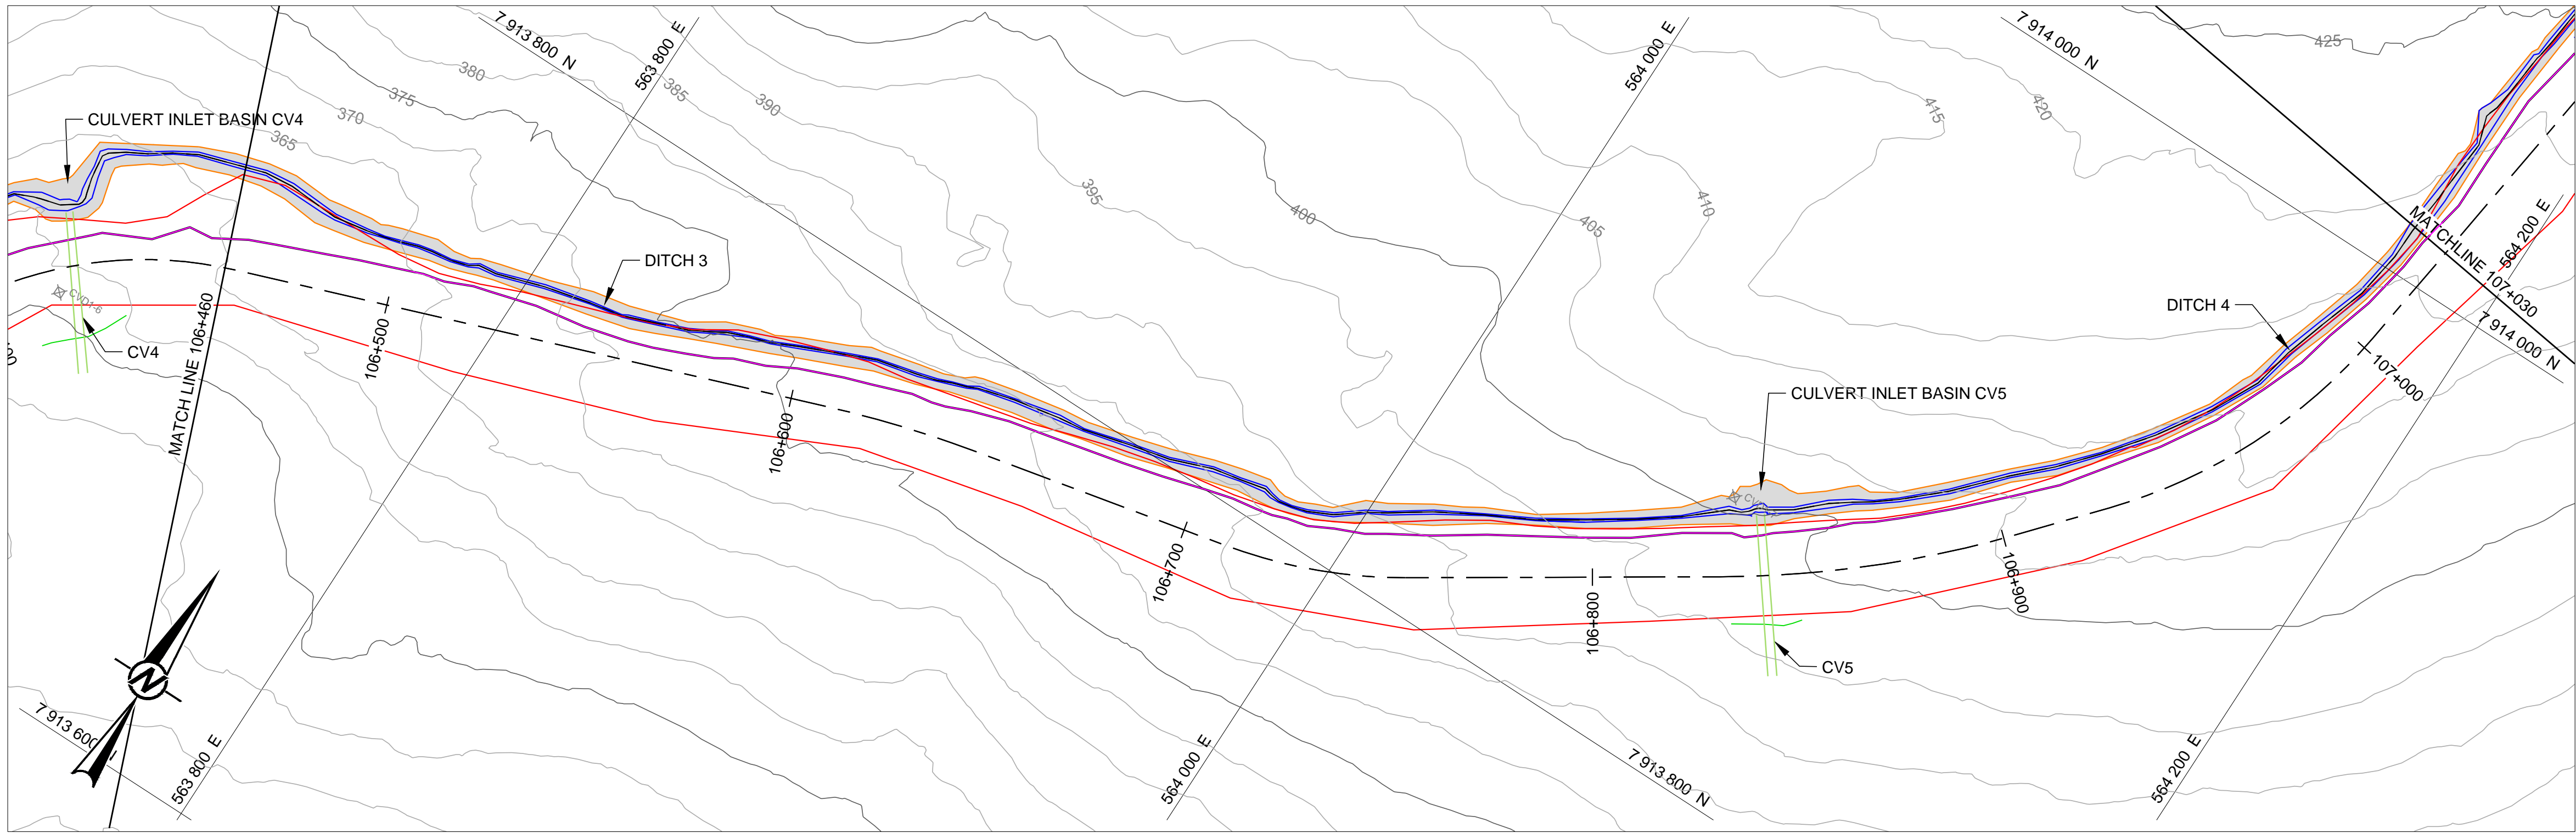 7 913 800 N
563 800 E
564 000 E
7 914 000 N
425
380
375
370
365
385
390
395
400
405
410
415
420
CULVERT INLET BASIN CV4
DITCH 3
MATCHLINE 107+030
564 200 E
7 914 000 N
DITCH 4
107+000
CVD1-6
CV4
MATCH LINE 106+460
106+500
106+600
106+700
106+800
106+900
CULVERT INLET BASIN CV5
CV5
N
7 913 600
563 800 E
564 000 E
7 913 800 N
564 200 E